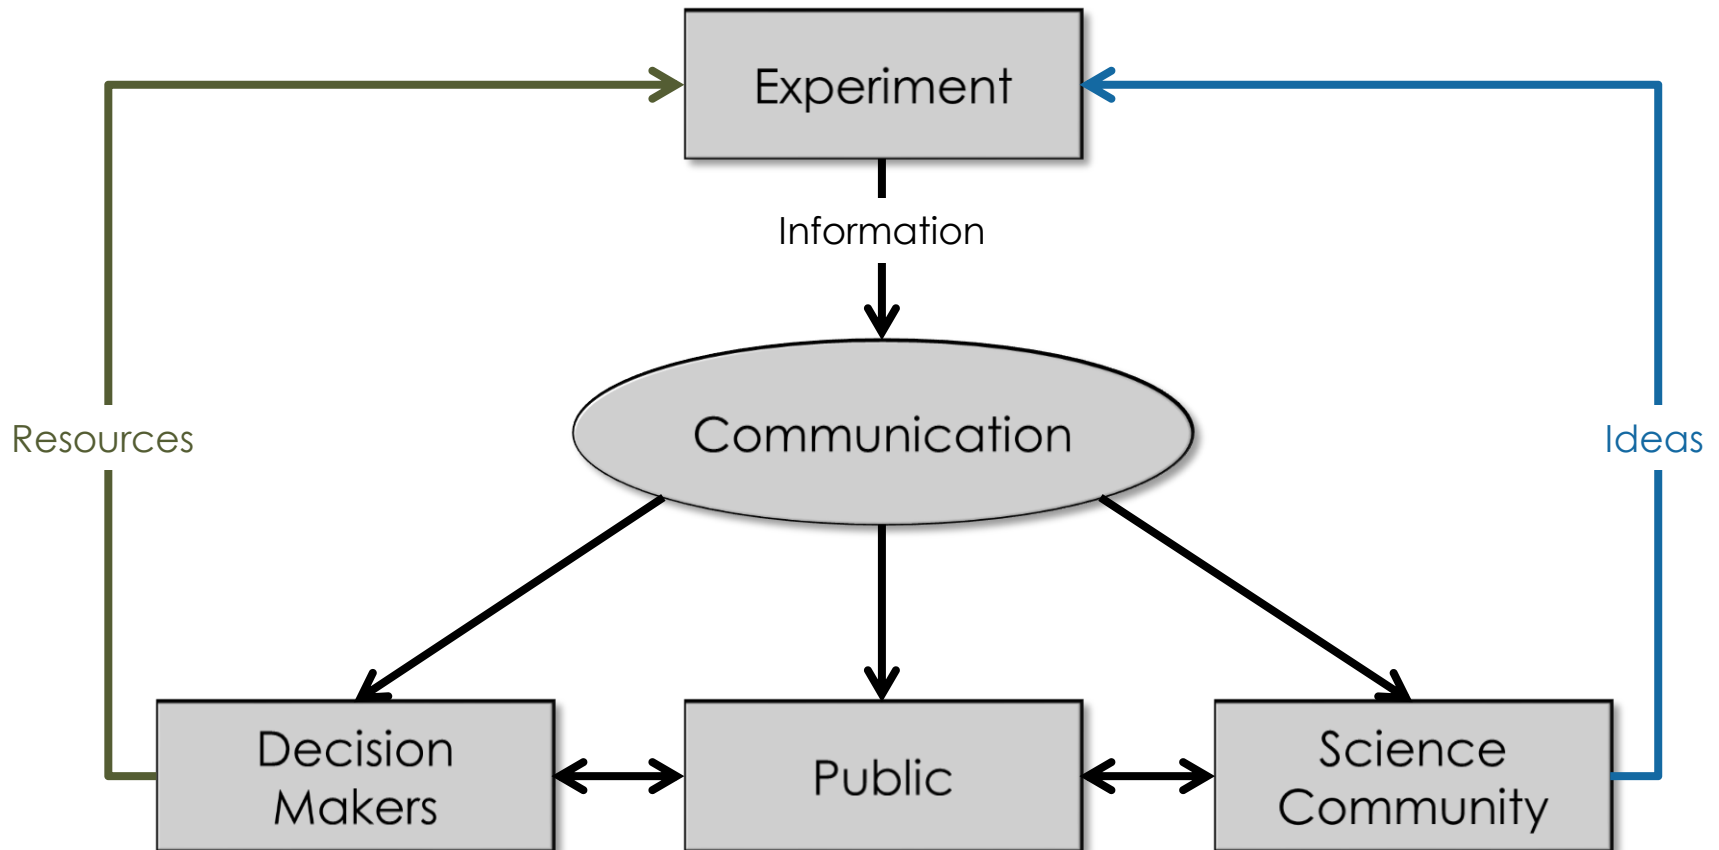 Experiment
Information
Communication
Resources
Ideas
Decision
Makers
Public
Science
Community